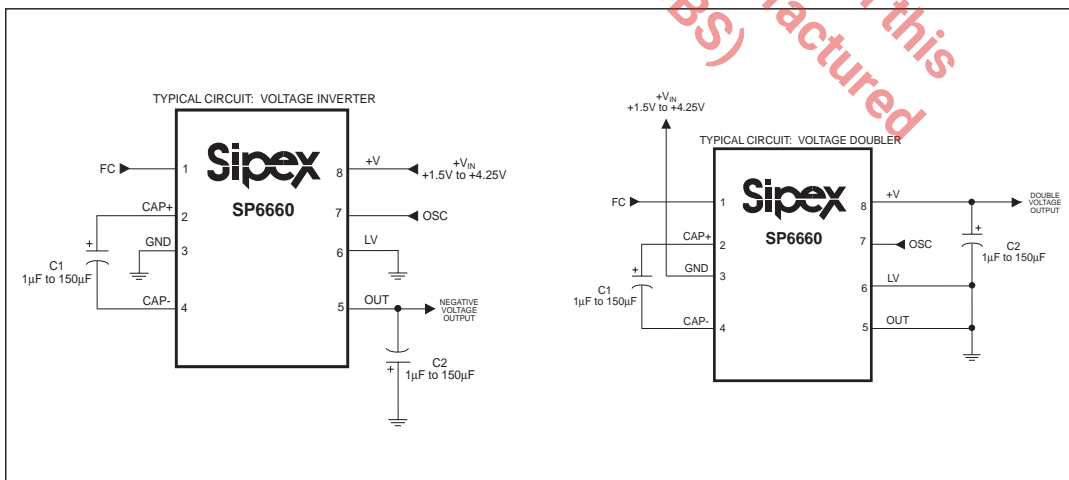 this
actured
BS)
TYPICAL CIRCUIT: VOLTAGE INVERTER
Sipex
SP6660
FC
1
CAP+
2
GND
3
C1
1µF to 150µF
CAP-
4
8
+V
+VIN
+1.5V to +4.25V
7
OSC
6
LV
5
OUT
NEGATIVE
VOLTAGE
OUTPUT
+
+
C2
1µF to 150µF
+VIN
+1.5V to +4.25V
TYPICAL CIRCUIT: VOLTAGE DOUBLER
Sipex
SP6660
FC
1
CAP+
2
GND
3
+
C1
1µF to 150µF
CAP-
4
8
+V
DOUBLE
VOLTAGE
OUTPUT
7
OSC
+
C2
1µF to 150µF
6
LV
5
OUT